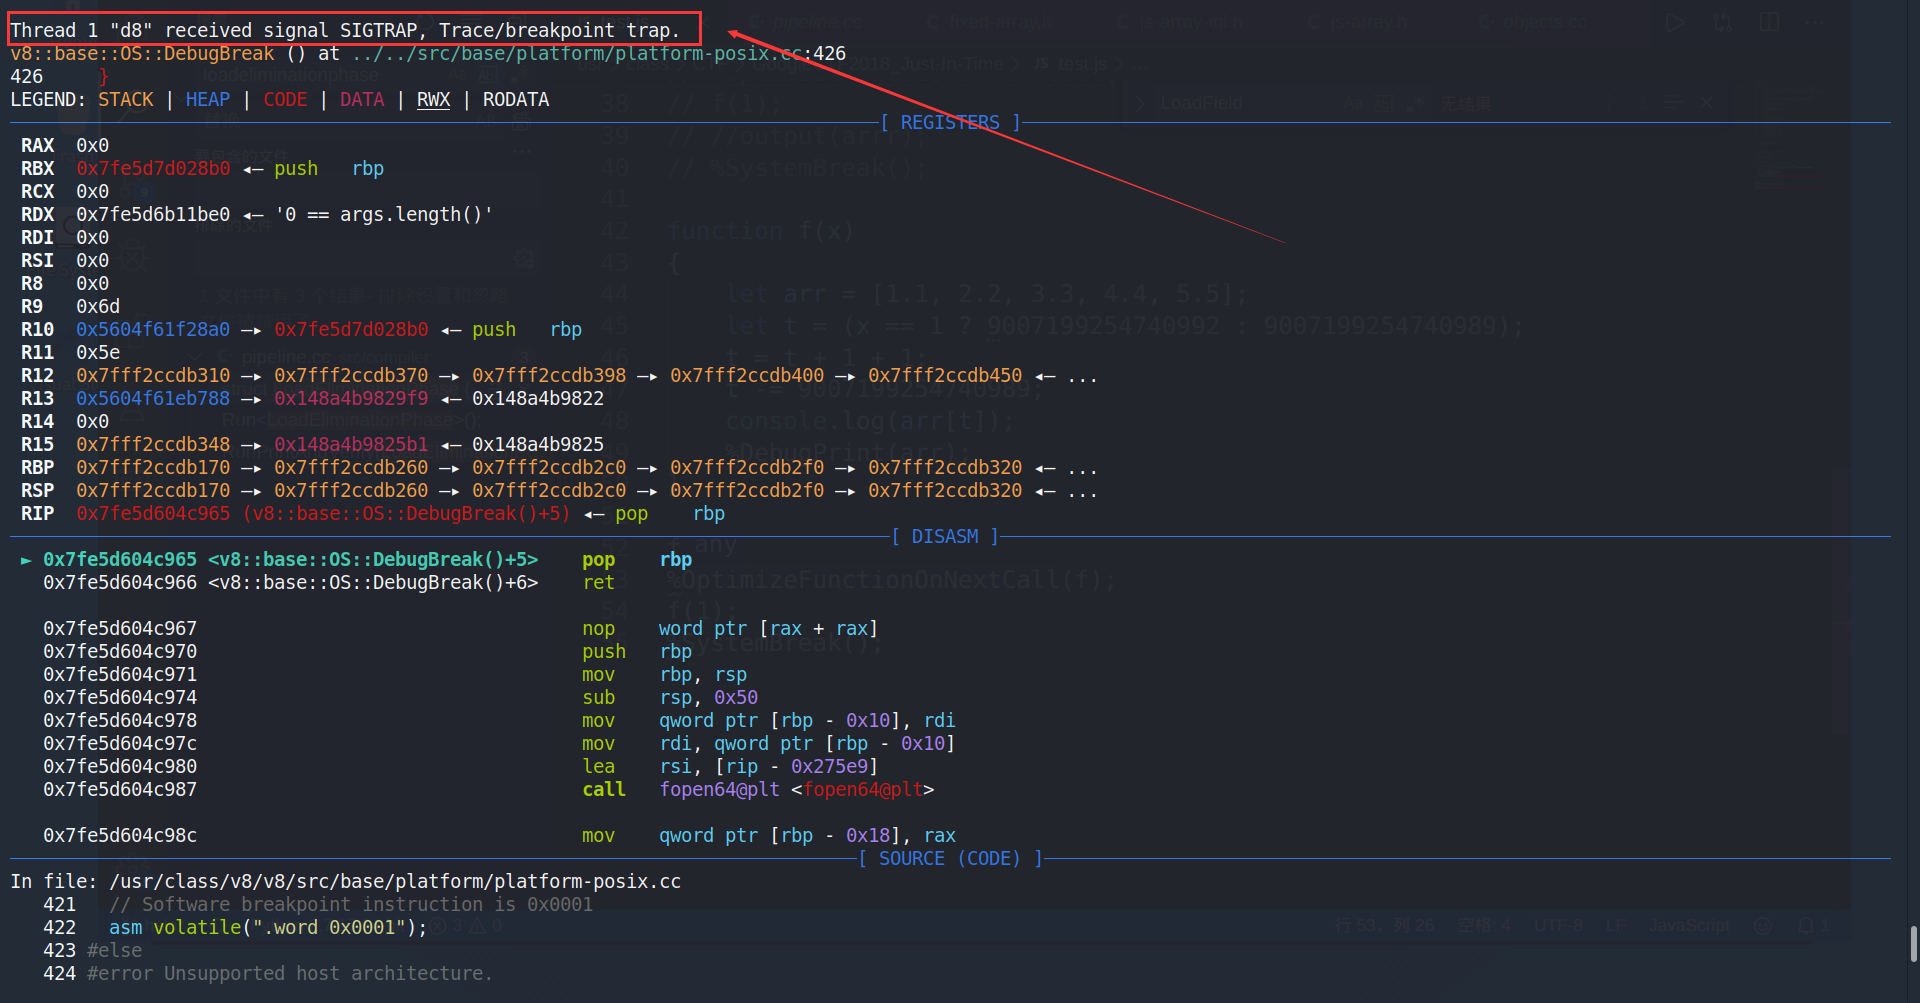 Thread 1 "d8" received signal SIGTRAP, Trace/breakpoint trap.
v8::base::OS::DebugBreak () at ../../src/base/platform/platform-posix.cc:426
426 }
LEGEND: STACK | HEAP | CODE | DATA | RWX | RODATA
[ REGISTERS ]
RAX 0x0
RBX 0x7fe5d7d028b0 ◂— push rbp
RCX 0x0
RDX 0x7fe5d6b11be0 ◂— '0 == args.length()'
RDI 0x0
RSI 0x0
R8 0x0
R9 0x6d
R10 0x5604f61f28a0 —▸ 0x7fe5d7d028b0 ◂— push rbp
R11 0x5e
R12 0x7fff2ccdb310 —▸ 0x7fff2ccdb370 —▸ 0x7fff2ccdb398 —▸ 0x7fff2ccdb400 —▸ 0x7fff2ccdb450 ◂— ...
R13 0x5604f61eb788 —▸ 0x148a4b9829f9 ◂— 0x148a4b9822
R14 0x0
R15 0x7fff2ccdb348 —▸ 0x148a4b9825b1 ◂— 0x148a4b9825
RBP 0x7fff2ccdb170 —▸ 0x7fff2ccdb260 —▸ 0x7fff2ccdb2c0 —▸ 0x7fff2ccdb2f0 —▸ 0x7fff2ccdb320 ◂— ...
RSP 0x7fff2ccdb170 —▸ 0x7fff2ccdb260 —▸ 0x7fff2ccdb2c0 —▸ 0x7fff2ccdb2f0 —▸ 0x7fff2ccdb320 ◂— ...
RIP 0x7fe5d604c965 (v8::base::OS::DebugBreak()+5) ◂— pop rbp
[ DISASM ]
► 0x7fe5d604c965 <v8::base::OS::DebugBreak()+5> pop rbp
0x7fe5d604c966 <v8::base::OS::DebugBreak()+6> ret
0x7fe5d604c967 nop word ptr [rax + rax]
0x7fe5d604c970 push rbp
0x7fe5d604c971 mov rbp, rsp
0x7fe5d604c974 sub rsp, 0x50
0x7fe5d604c978 mov qword ptr [rbp - 0x10], rdi
0x7fe5d604c97c mov rdi, qword ptr [rbp - 0x10]
0x7fe5d604c980 lea rsi, [rip - 0x275e9]
0x7fe5d604c987 call fopen64@plt <fopen64@plt>
0x7fe5d604c98c mov qword ptr [rbp - 0x18], rax
[ SOURCE (CODE) ]
In file: /usr/class/v8/v8/src/base/platform/platform-posix.cc
421 // Software breakpoint instruction is 0x0001
422 asm volatile(".word 0x0001");
423 #else
424 #error Unsupported host architecture.